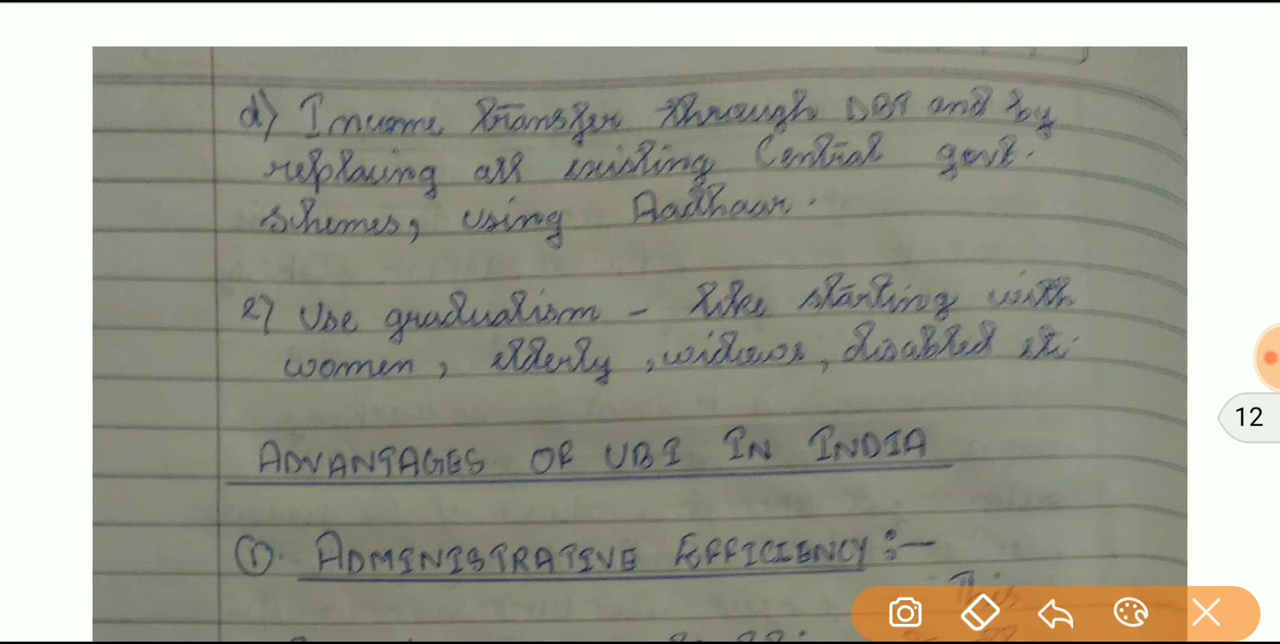 d) Income transfer through DBT and by
replacing all existing Central govt.
schemes, using Aadhaar.
e) Use gradualism - like starting with
women, elderly, widows, disabled etc.
ADVANTAGES OF UBI IN INDIA
①. ADMINISTRATIVE EFFICIENCY :-
This
12